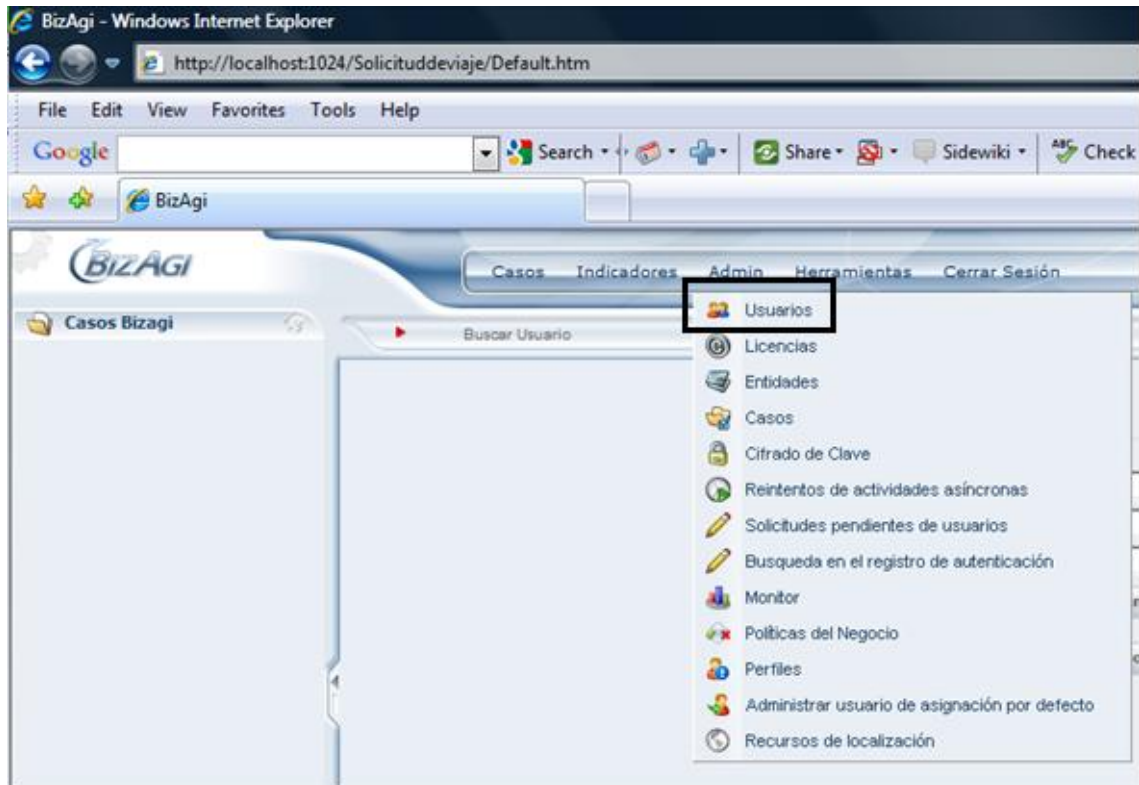 BizAgi - Windows Internet Explorer
http://localhost:1024/Solicituddeviaje/Default.htm
File Edit View Favorites Tools Help
Google Search Share Sidewiki ABC Check
BizAgi
BIZAGI Casos Indicadores Admin Herramientas Cerrar Sesión
Casos Bizagi
Buscar Usuario
Usuarios
Licencias
Entidades
Casos
Cifrado de Clave
Reintentos de actividades asíncronas
Solicitudes pendientes de usuarios
Busqueda en el registro de autenticación
Monitor
Políticas del Negocio
Perfiles
Administrar usuario de asignación por defecto
Recursos de localización